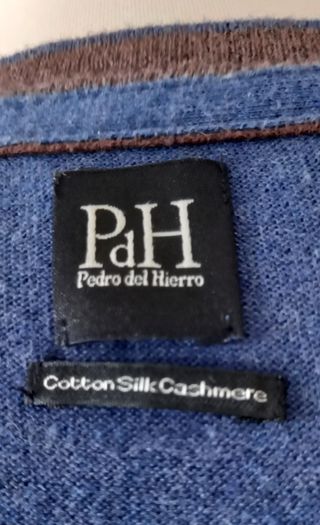 PdH
Pedro del Hierro
Cotton Silk Cashmere